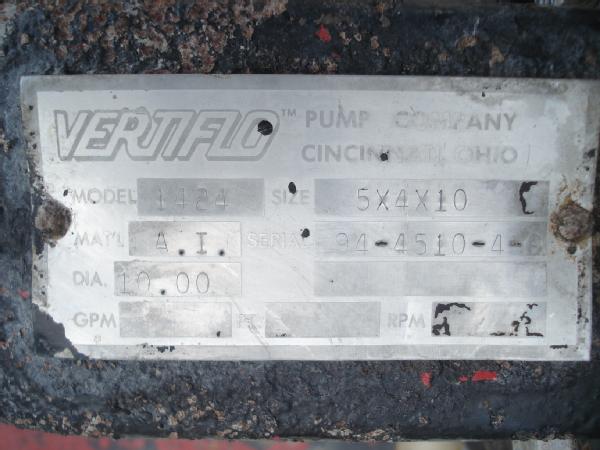 VERTIFLO™ PUMP COMPANY
CINCINNATI, OHIO
MODEL 1424 SIZE 5X4X10
MAT'L A.I. SERIAL 94-4510-4-
DIA. 10.00
GPM FT. RPM